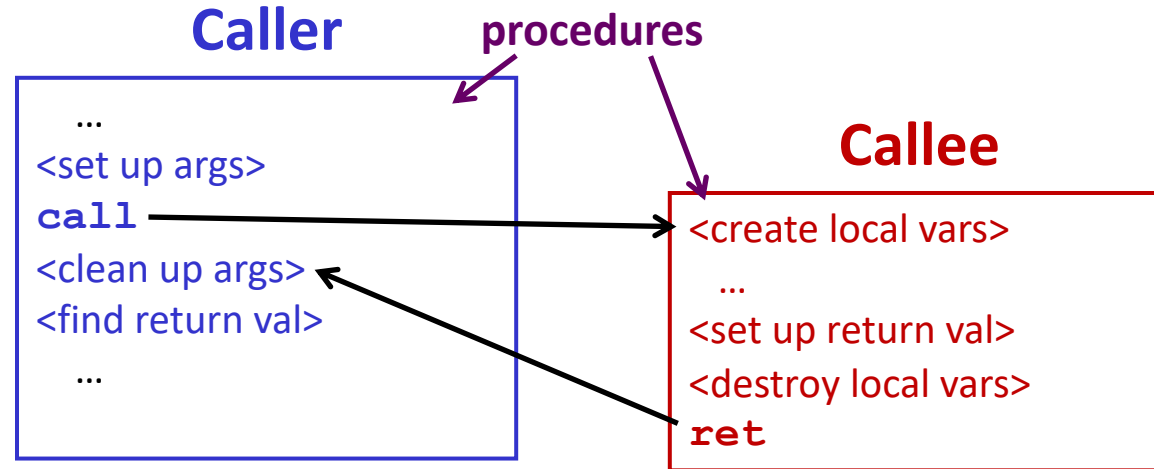 Caller
procedures
...
<set up args>
call
<clean up args>
<find return val>
...
Callee
<create local vars>
...
<set up return val>
<destroy local vars>
ret